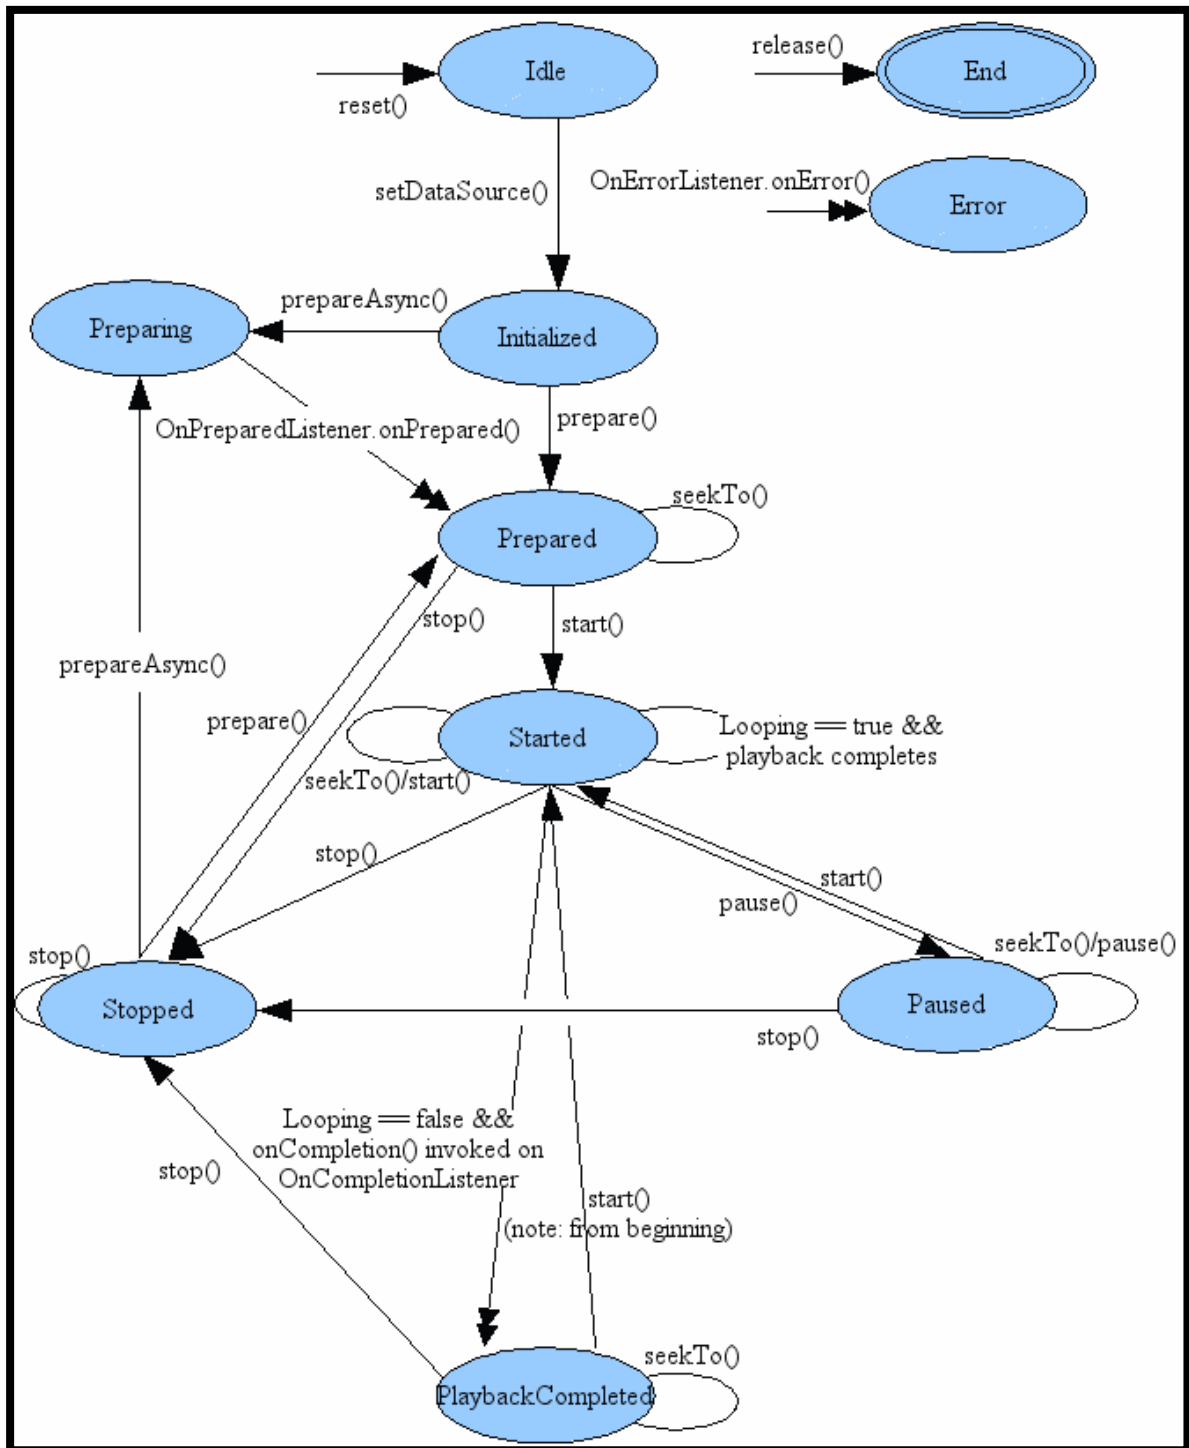 Idle
release()
End
reset()
OnErrorListener.onError()
setDataSource()
Error
prepareAsync()
Preparing
Initialized
prepare()
OnPreparedListener.onPrepared()
seekTo()
Prepared
stop()
start()
prepareAsync()
prepare()
Started
Looping == true &&
playback completes
seekTo()/start()
stop()
start()
pause()
stop()
seekTo()/pause()
Stopped
Paused
stop()
Looping == false &&
onCompletion() invoked on
OnCompletionListener
stop()
start()
(note: from beginning)
seekTo()
PlaybackCompleted